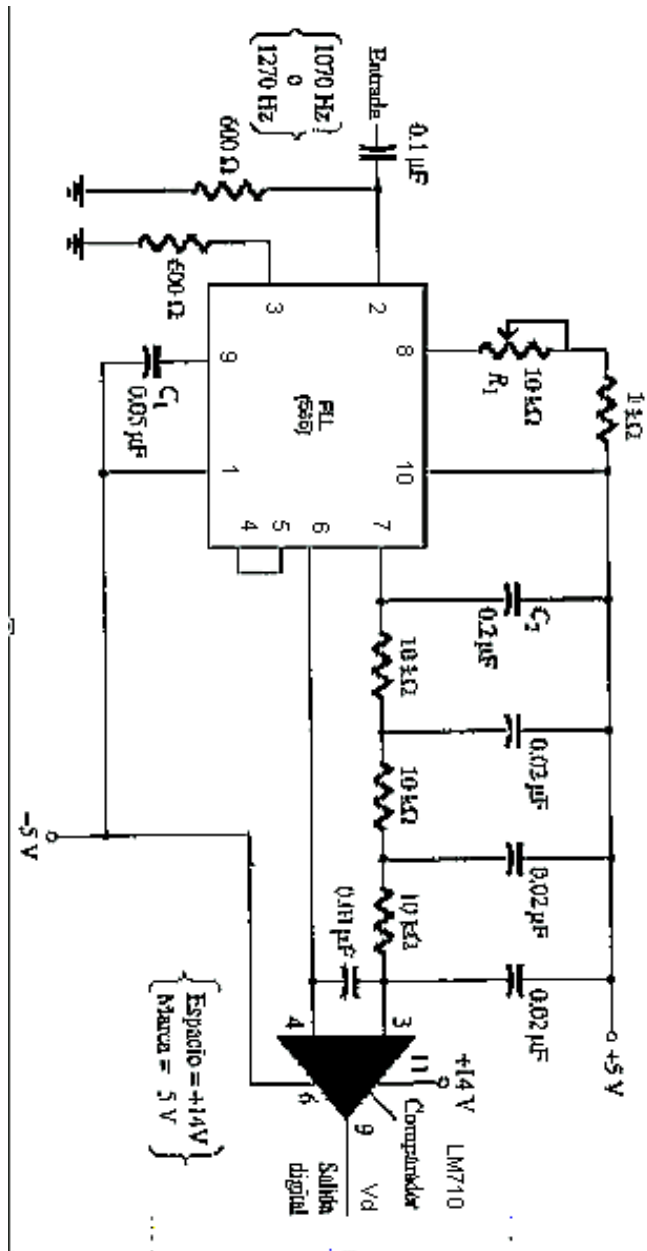 1 kΩ
+5 V
10 kΩ
R1
C2
0.2 µF
0.02 µF
0.02 µF
0.02 µF
8
10
7
0.1 µF
Entrada
1070 Hz
o
1270 Hz
2
3
600 Ω
600 Ω
PLL
(565)
9
1
6
5
4
C1
0.05 µF
10 kΩ
10 kΩ
10 kΩ
3
4
11
6
9
+14 V
LM710
Comparador
Vd
Salida
digital
−5 V
Espacio = +14V
Marca = 5 V